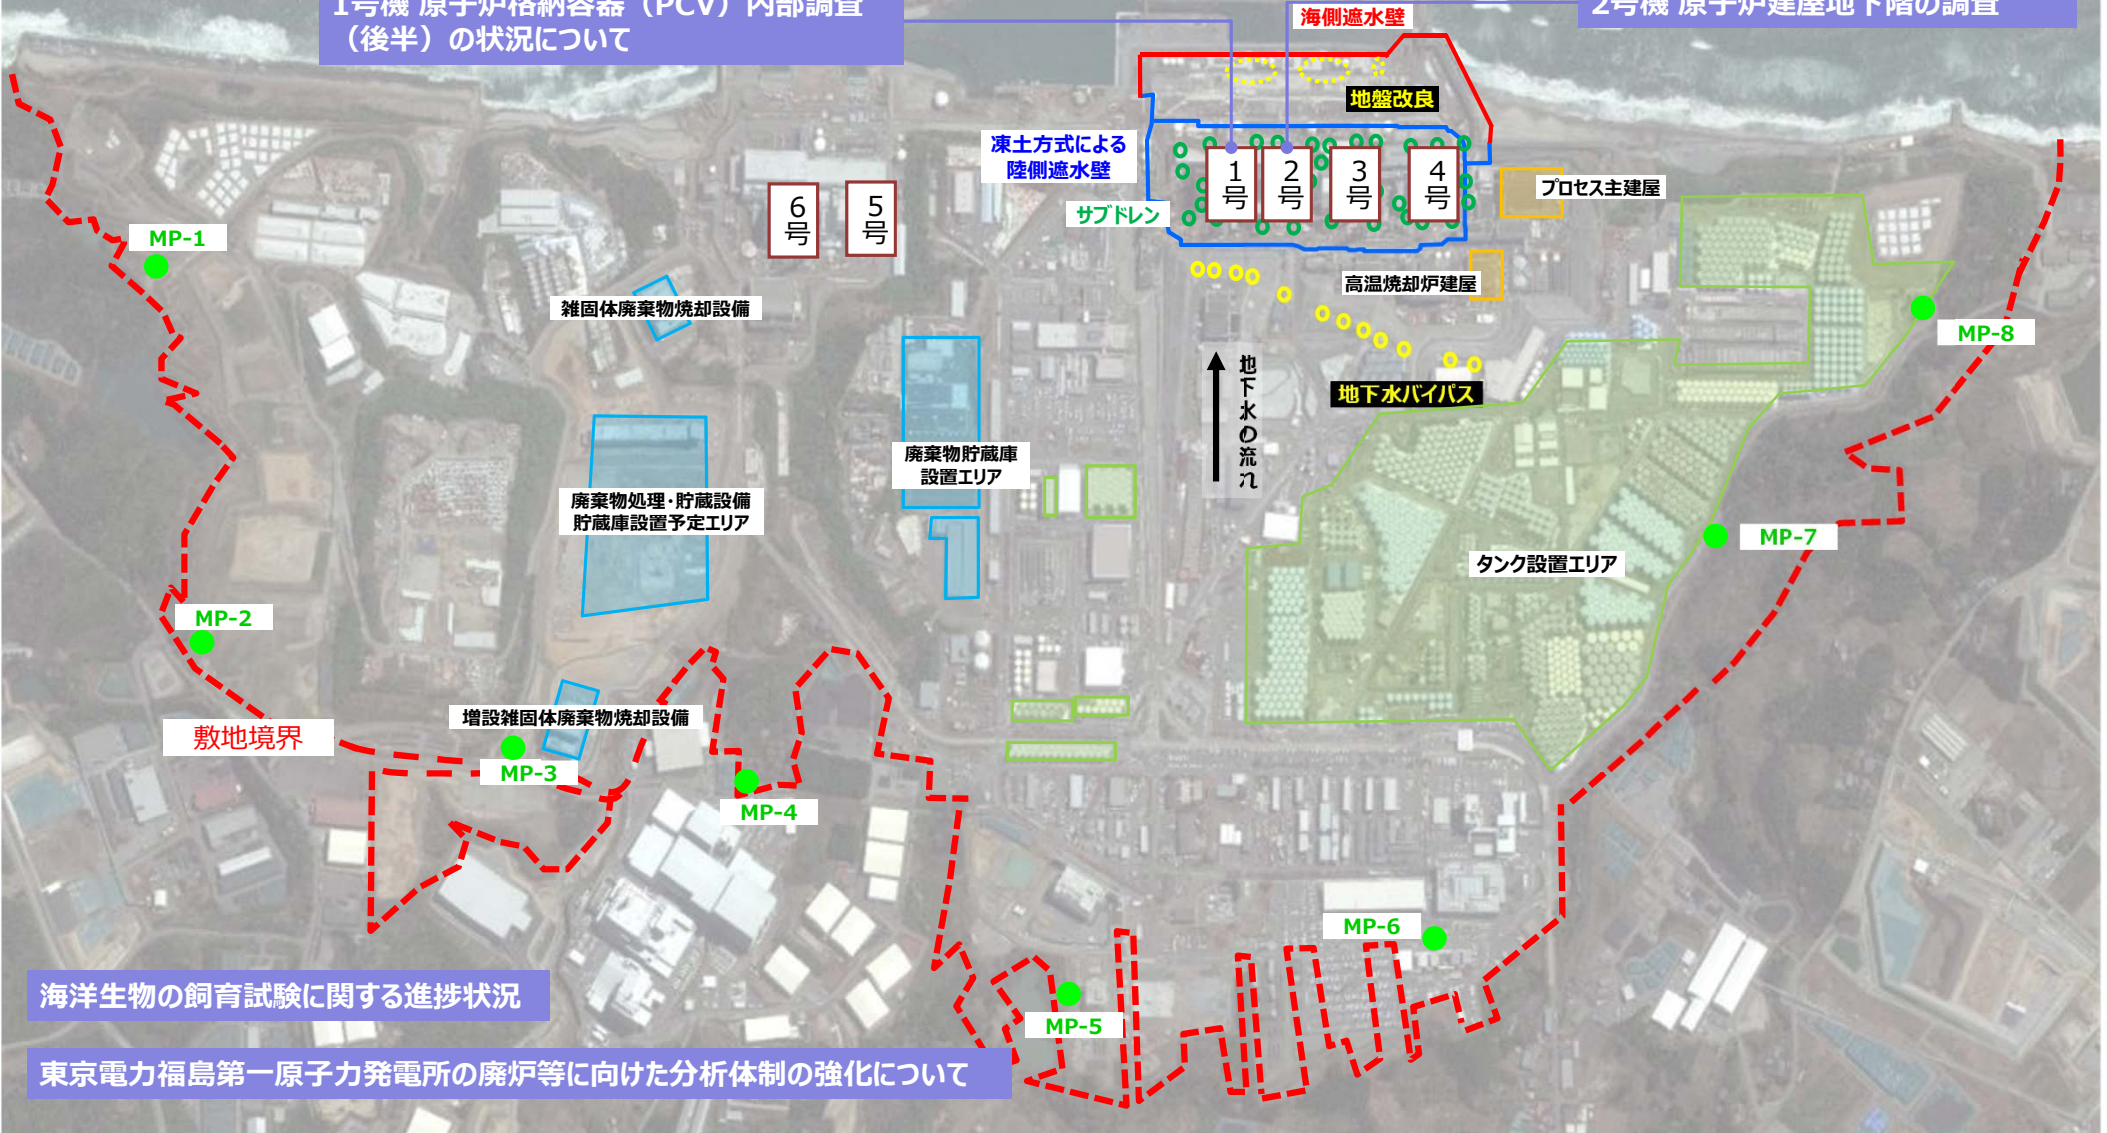 1号機 原子炉格納容器（PCV）内部調査
（後半）の状況について
海側遮水壁
2号機 原子炉建屋地下階の調査
地盤改良
凍土方式による
陸側遮水壁
サブドレン
1号
2号
3号
4号
プロセス主建屋
6号
5号
MP-1
高温焼却炉建屋
雑固体廃棄物焼却設備
MP-8
地下水の流れ
地下水バイパス
廃棄物貯蔵庫
設置エリア
廃棄物処理・貯蔵設備
貯蔵庫設置予定エリア
MP-7
タンク設置エリア
MP-2
増設雑固体廃棄物焼却設備
敷地境界
MP-3
MP-4
MP-6
海洋生物の飼育試験に関する進捗状況
MP-5
東京電力福島第一原子力発電所の廃炉等に向けた分析体制の強化について